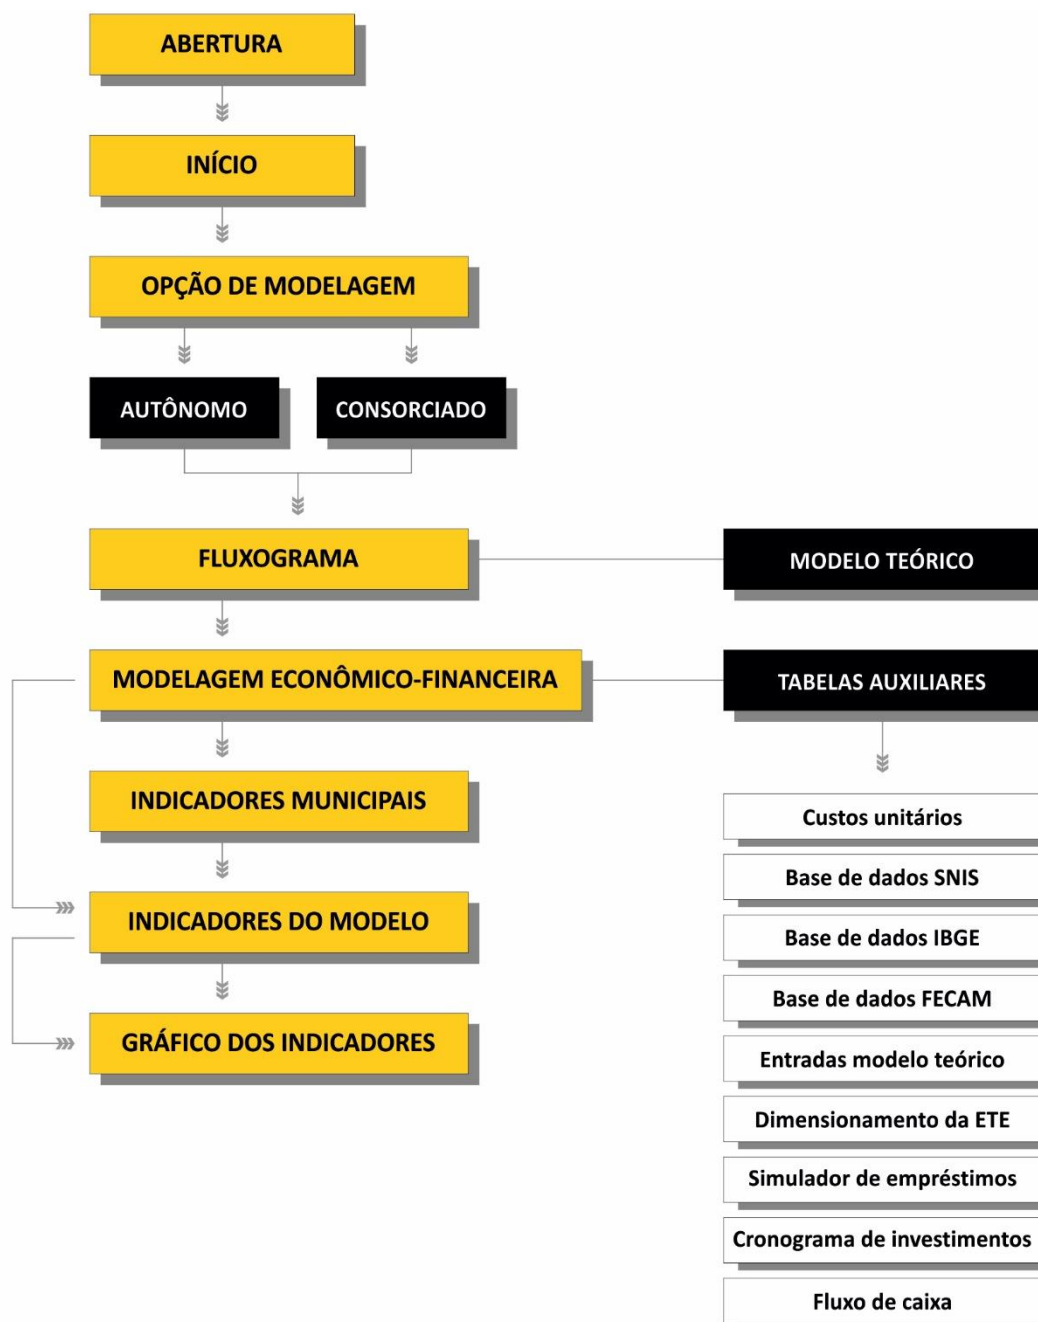 ABERTURA
INÍCIO
OPÇÃO DE MODELAGEM
AUTÔNOMO
CONSORCIADO
FLUXOGRAMA
MODELO TEÓRICO
MODELAGEM ECONÔMICO-FINANCEIRA
TABELAS AUXILIARES
INDICADORES MUNICIPAIS
INDICADORES DO MODELO
GRÁFICO DOS INDICADORES
Custos unitários
Base de dados SNIS
Base de dados IBGE
Base de dados FECAM
Entradas modelo teórico
Dimensionamento da ETE
Simulador de empréstimos
Cronograma de investimentos
Fluxo de caixa